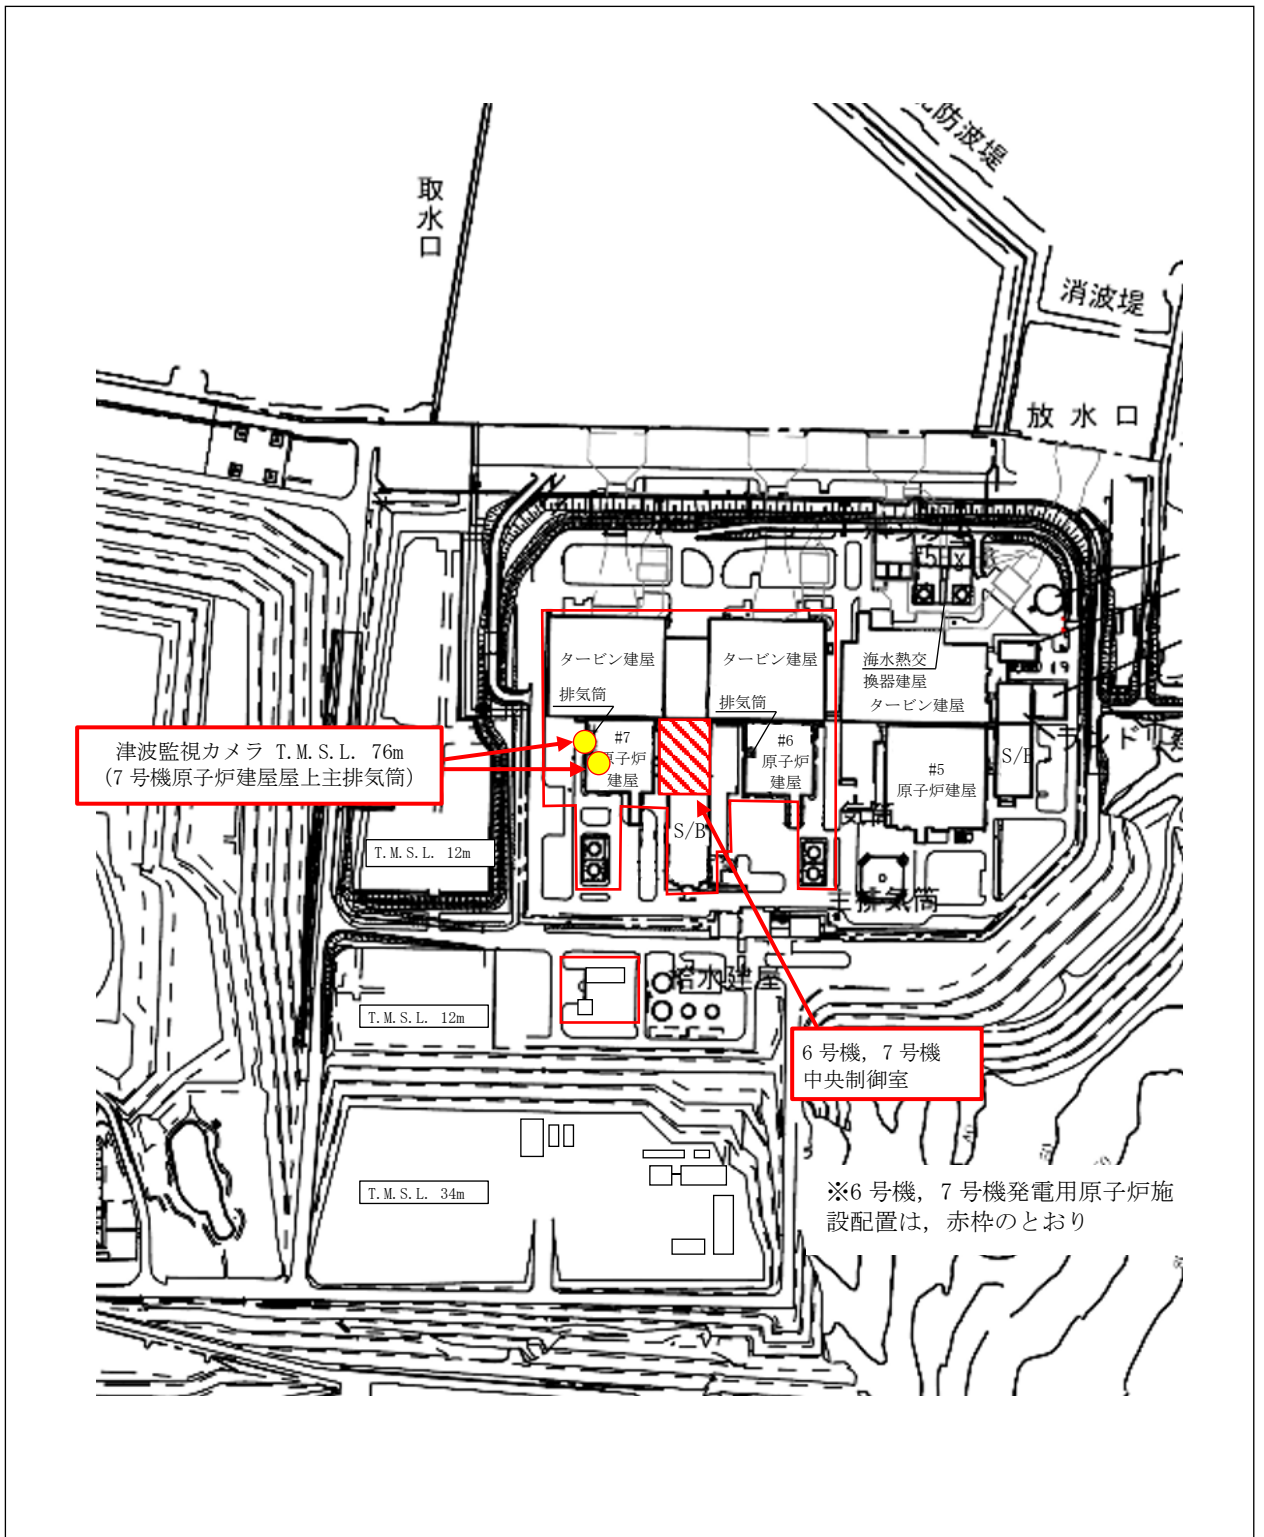 防波堤
取水口
消波堤
放水口
タービン建屋
タービン建屋
海水熱交
換器建屋
タービン建屋
排気筒
排気筒
#7
原子炉
建屋
#6
原子炉
建屋
#5
原子炉建屋
S/B
S/B
津波監視カメラ T.M.S.L. 76m
(7 号機原子炉建屋屋上主排気筒)
T.M.S.L. 12m
主排気筒
給水建屋
T.M.S.L. 12m
6 号機, 7 号機
中央制御室
T.M.S.L. 34m
※6 号機, 7 号機発電用原子炉施
設配置は, 赤枠のとおり